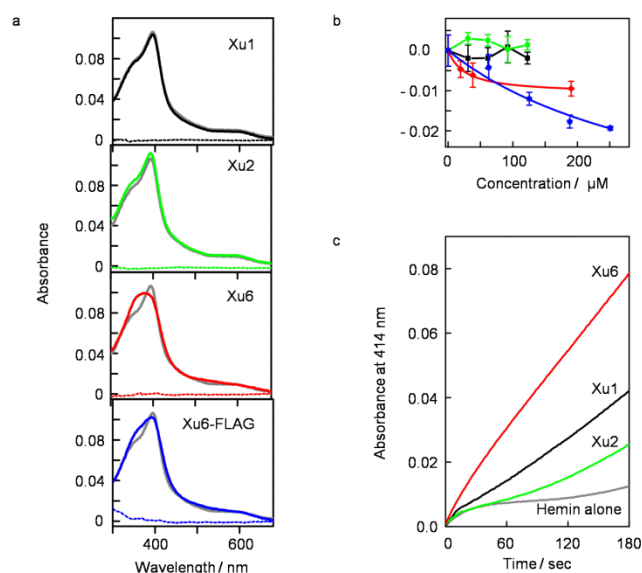 a
Xu1
0.08
0.04
0
Xu2
0.08
0.04
0
Xu6
0.08
0.04
0
Xu6-FLAG
0.08
0.04
0
400 500 600
Wavelength / nm
Absorbance
b
0.0
- 0.01
- 0.02
0 100 200
Concentration / µM
c
0.08
0.06
0.04
0.02
0.0
Xu6
Xu1
Xu2
Hemin alone
0 60 120 180
Time / sec
Absorbance at 414 nm